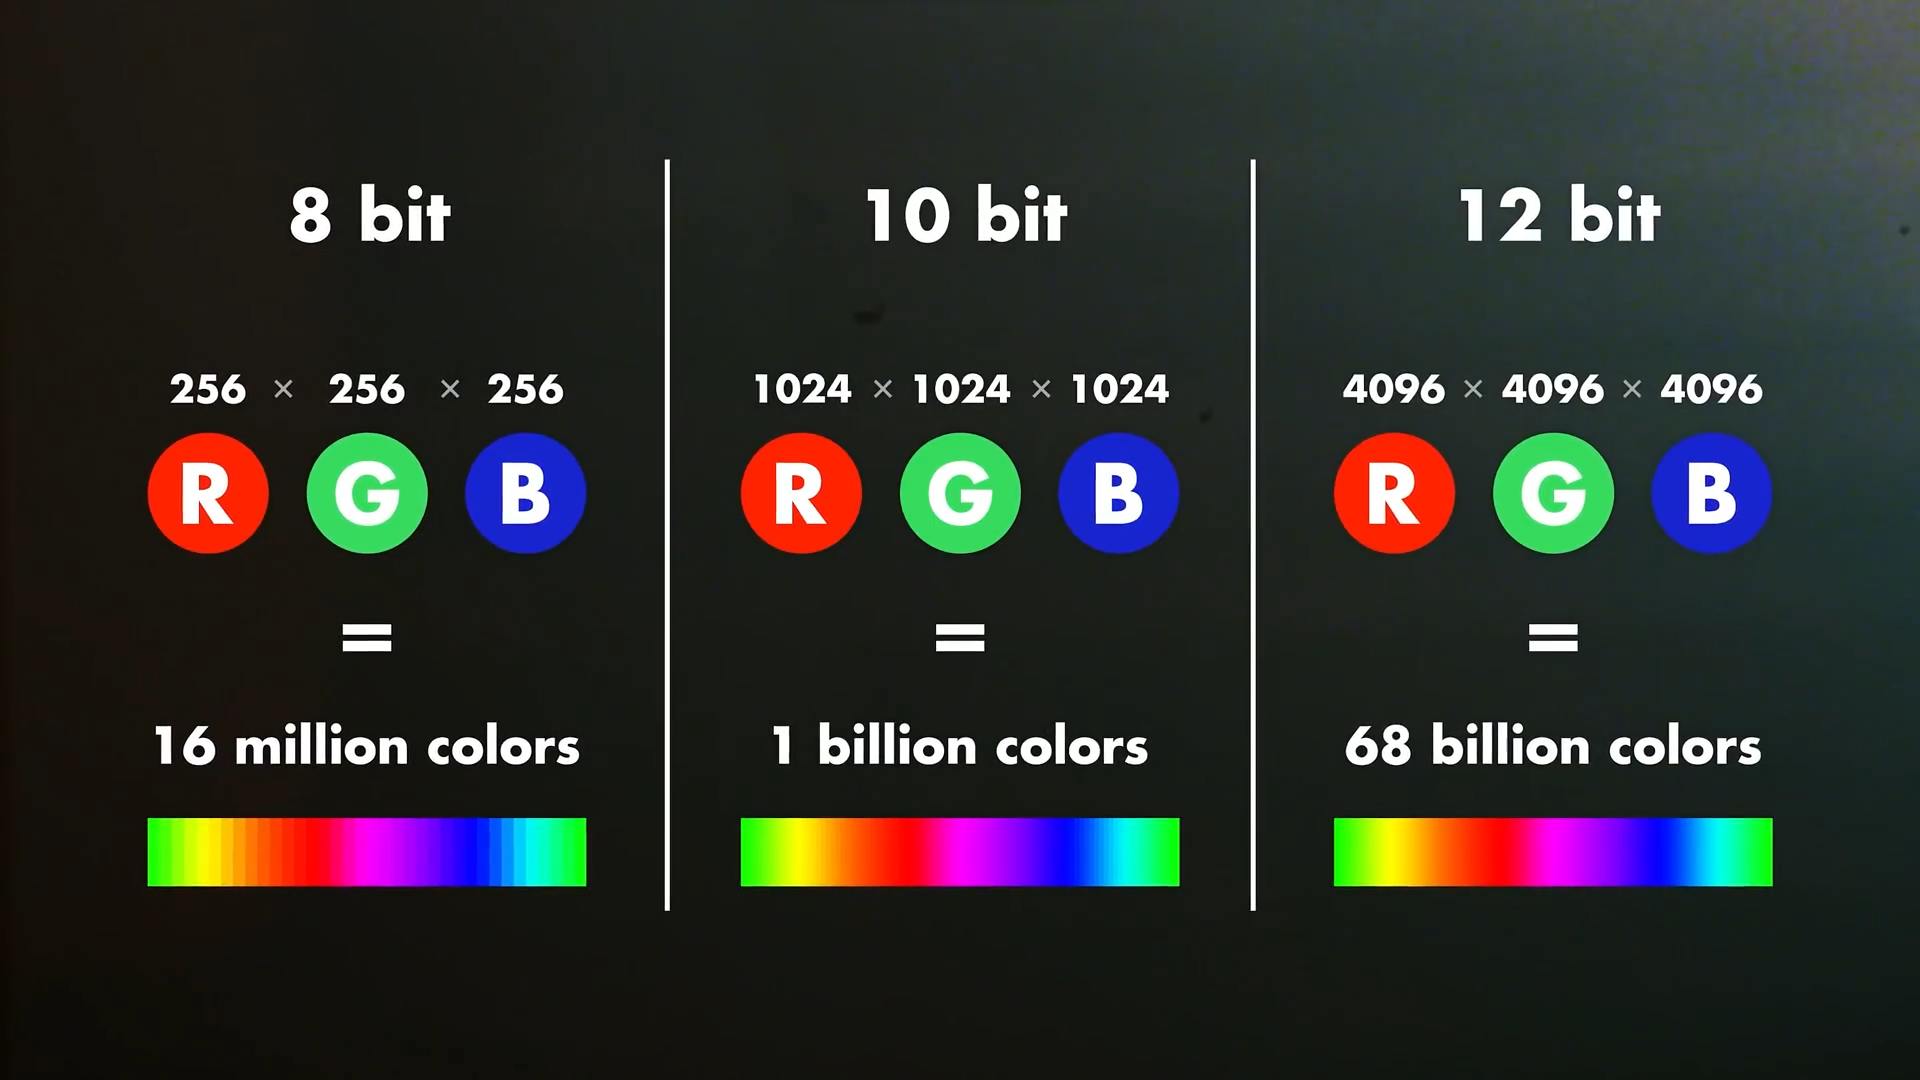 8 bit
256 × 256 × 256
R G B
=
16 million colors
10 bit
1024 × 1024 × 1024
R G B
=
1 billion colors
12 bit
4096 × 4096 × 4096
R G B
=
68 billion colors